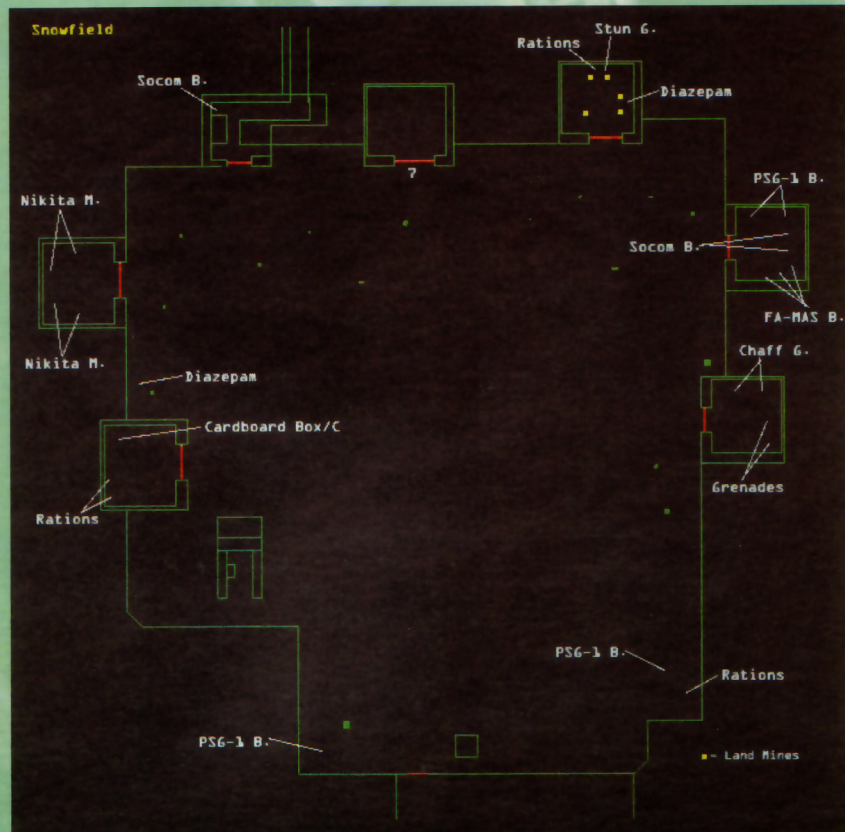 Snowfield
Stun G.
Rations
Socom B.
Diazepam
7
PSG-1 B.
Nikita M.
Socom B.
FA-MAS B.
Nikita M.
Chaff G.
Diazepam
Cardboard Box/C
Grenades
Rations
PSG-1 B.
Rations
PSG-1 B.
- Land Mines